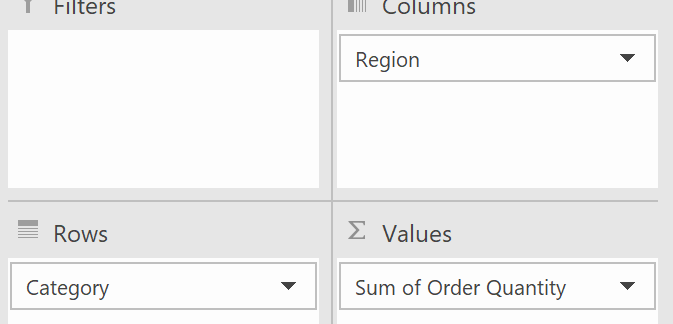 Filters
Columns
Region
Rows
Values
Category
Sum of Order Quantity